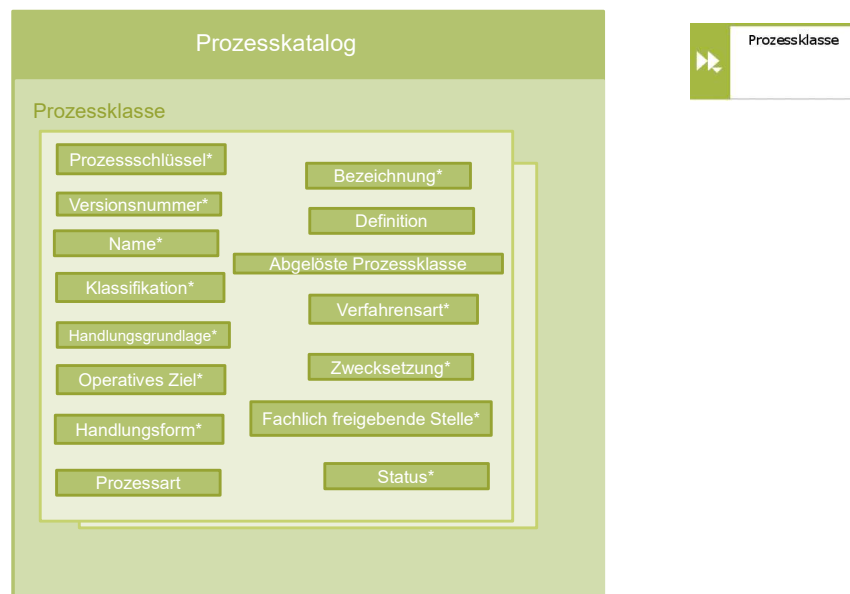 Prozesskatalog
Prozessklasse
Prozessklasse
Prozessschlüssel*
Versionsnummer*
Name*
Klassifikation*
Handlungsgrundlage*
Operatives Ziel*
Handlungsform*
Prozessart
Bezeichnung*
Definition
Abgelöste Prozessklasse
Verfahrensart*
Zwecksetzung*
Fachlich freigebende Stelle*
Status*